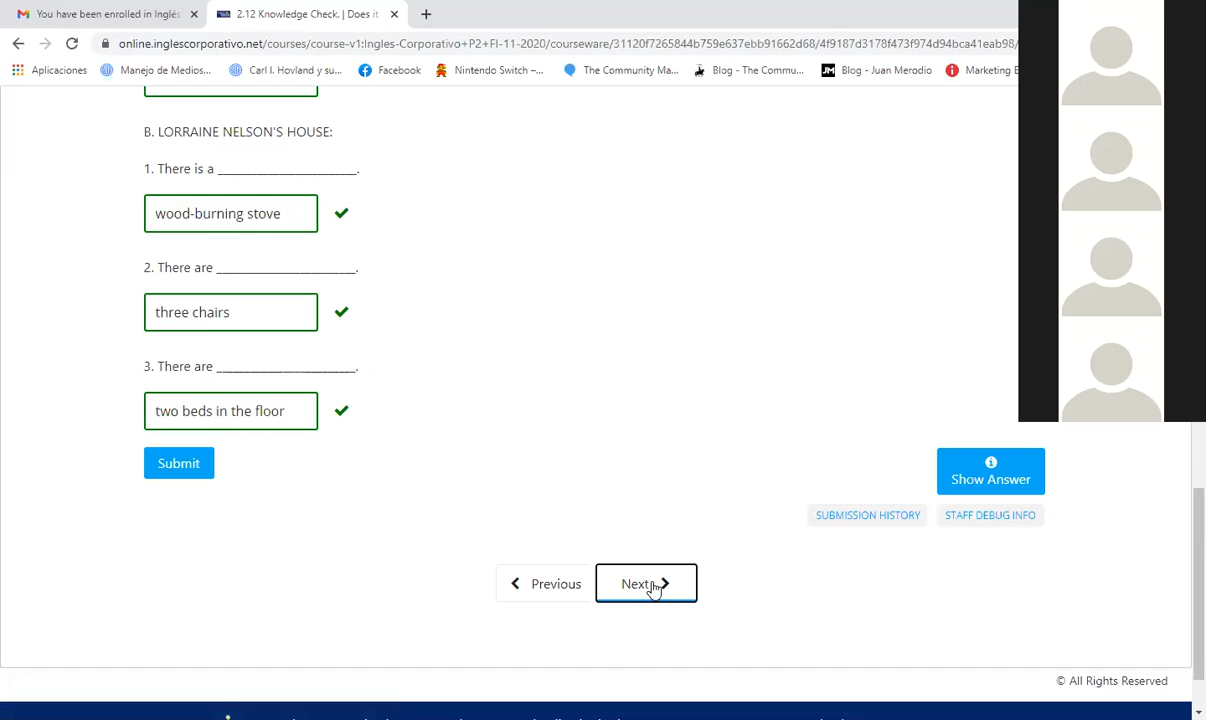 You have been enrolled in Inglés
2.12 Knowledge Check. | Does it
online.inglescorporativo.net/courses/course-v1:Ingles-Corporativo+P2+FI-11-2020/courseware/31120f7265844b759e637ebb91662d68/4f9187d3178f473f974d94bca41eab98/
Aplicaciones
Manejo de Medios...
Carl I. Hovland y su...
Facebook
Nintendo Switch –...
The Community Ma...
Blog - The Commu...
JM Blog - Juan Merodio
Marketing E
B. LORRAINE NELSON'S HOUSE:
1. There is a ______________________.
wood-burning stove
2. There are ______________________.
three chairs
3. There are ______________________.
two beds in the floor
Submit
Show Answer
SUBMISSION HISTORY
STAFF DEBUG INFO
Previous
Next
© All Rights Reserved